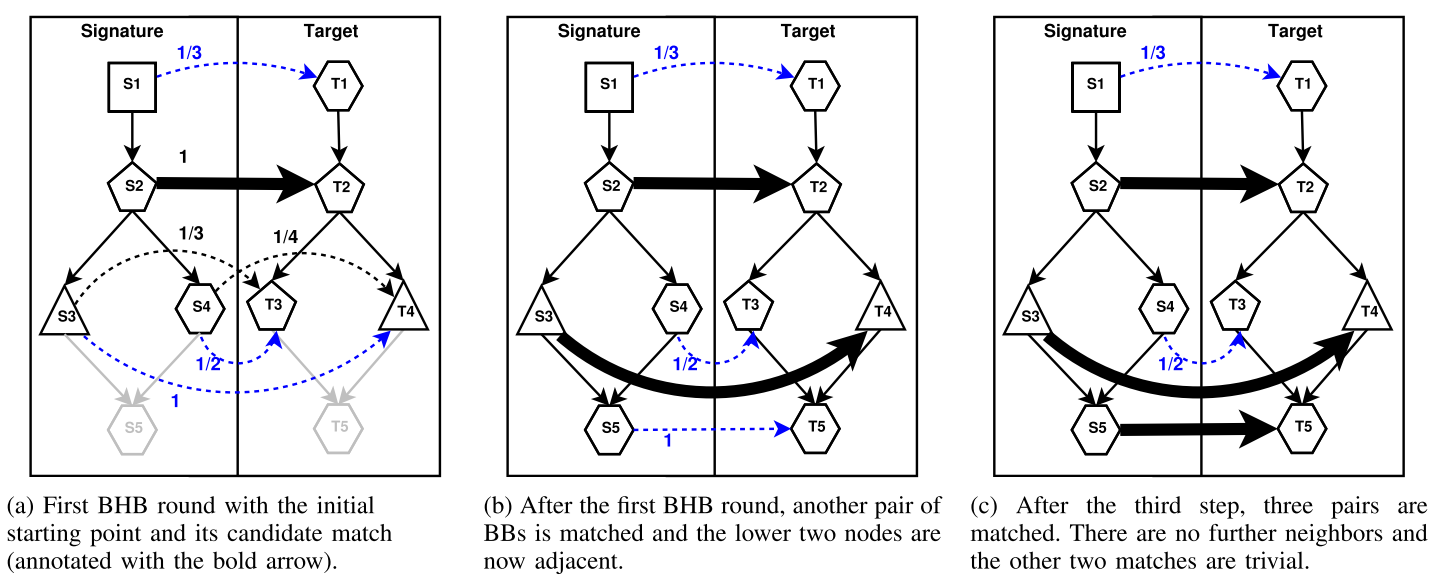 Signature Target
1/3
S1 T1
1
S2 T2
1/3 1/4
S3 S4 T3 T4
1/2
1
S5 T5
(a) First BHB round with the initial
starting point and its candidate match
(annotated with the bold arrow).
Signature Target
1/3
S1 T1
S2 T2
S3 S4 T3 T4
1/2
S5 T5
1
(b) After the first BHB round, another pair of
BBs is matched and the lower two nodes are
now adjacent.
Signature Target
1/3
S1 T1
S2 T2
S3 S4 T3 T4
1/2
S5 T5
(c) After the third step, three pairs are
matched. There are no further neighbors and
the other two matches are trivial.